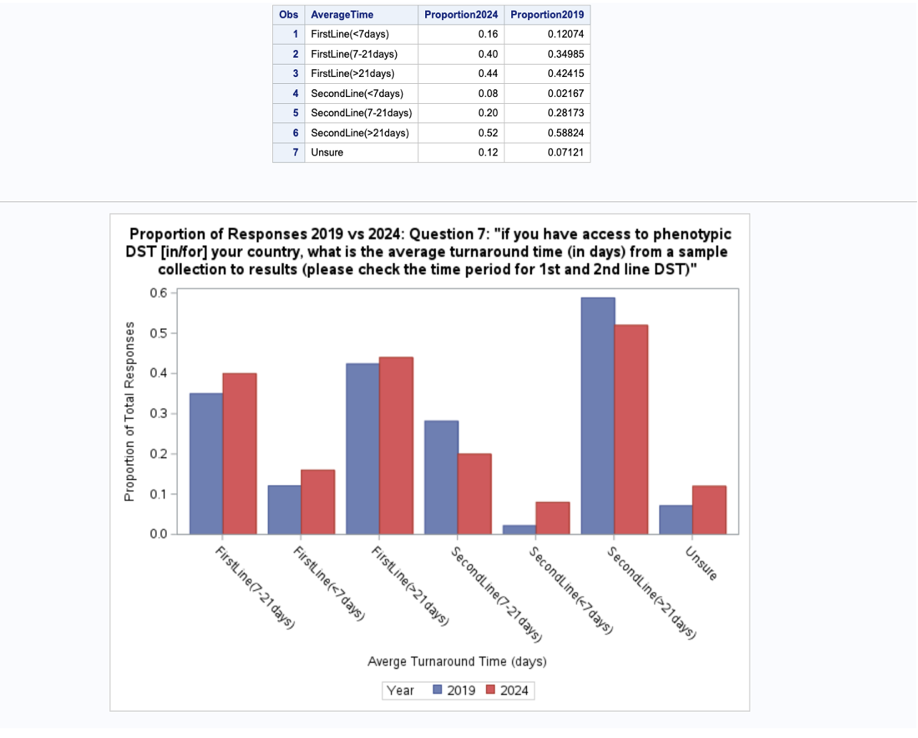 Obs AverageTime Proportion2024 Proportion2019
1 FirstLine(<7days) 0.16 0.12074
2 FirstLine(7-21days) 0.40 0.34985
3 FirstLine(>21days) 0.44 0.42415
4 SecondLine(<7days) 0.08 0.02167
5 SecondLine(7-21days) 0.20 0.28173
6 SecondLine(>21days) 0.52 0.58824
7 Unsure 0.12 0.07121
Proportion of Responses 2019 vs 2024: Question 7: "if you have access to phenotypic
DST [in/for] your country, what is the average turnaround time (in days) from a sample
collection to results (please check the time period for 1st and 2nd line DST)"
Proportion of Total Responses
0.6
0.5
0.4
0.3
0.2
0.1
0.0
FirstLine(7-21days)
FirstLine(<7days)
FirstLine(>21days)
SecondLine(7-21days)
SecondLine(<7days)
SecondLine(>21days)
Unsure
Averge Turnaround Time (days)
Year 2019 2024